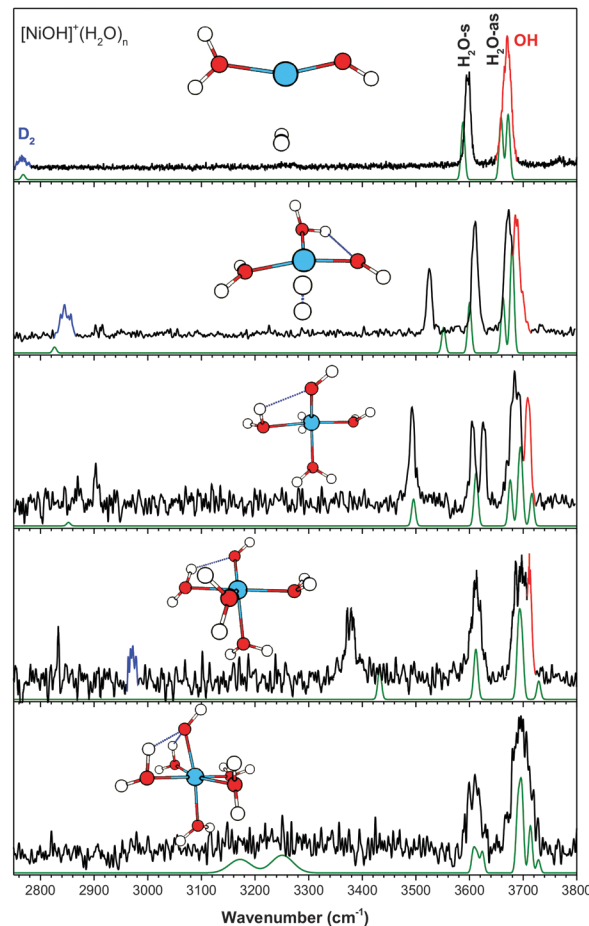 [NiOH]⁺(H₂O)ₙ
H₂O-s
H₂O-as
OH
D₂
2800 2900 3000 3100 3200 3300 3400 3500 3600 3700 3800
Wavenumber (cm⁻¹)